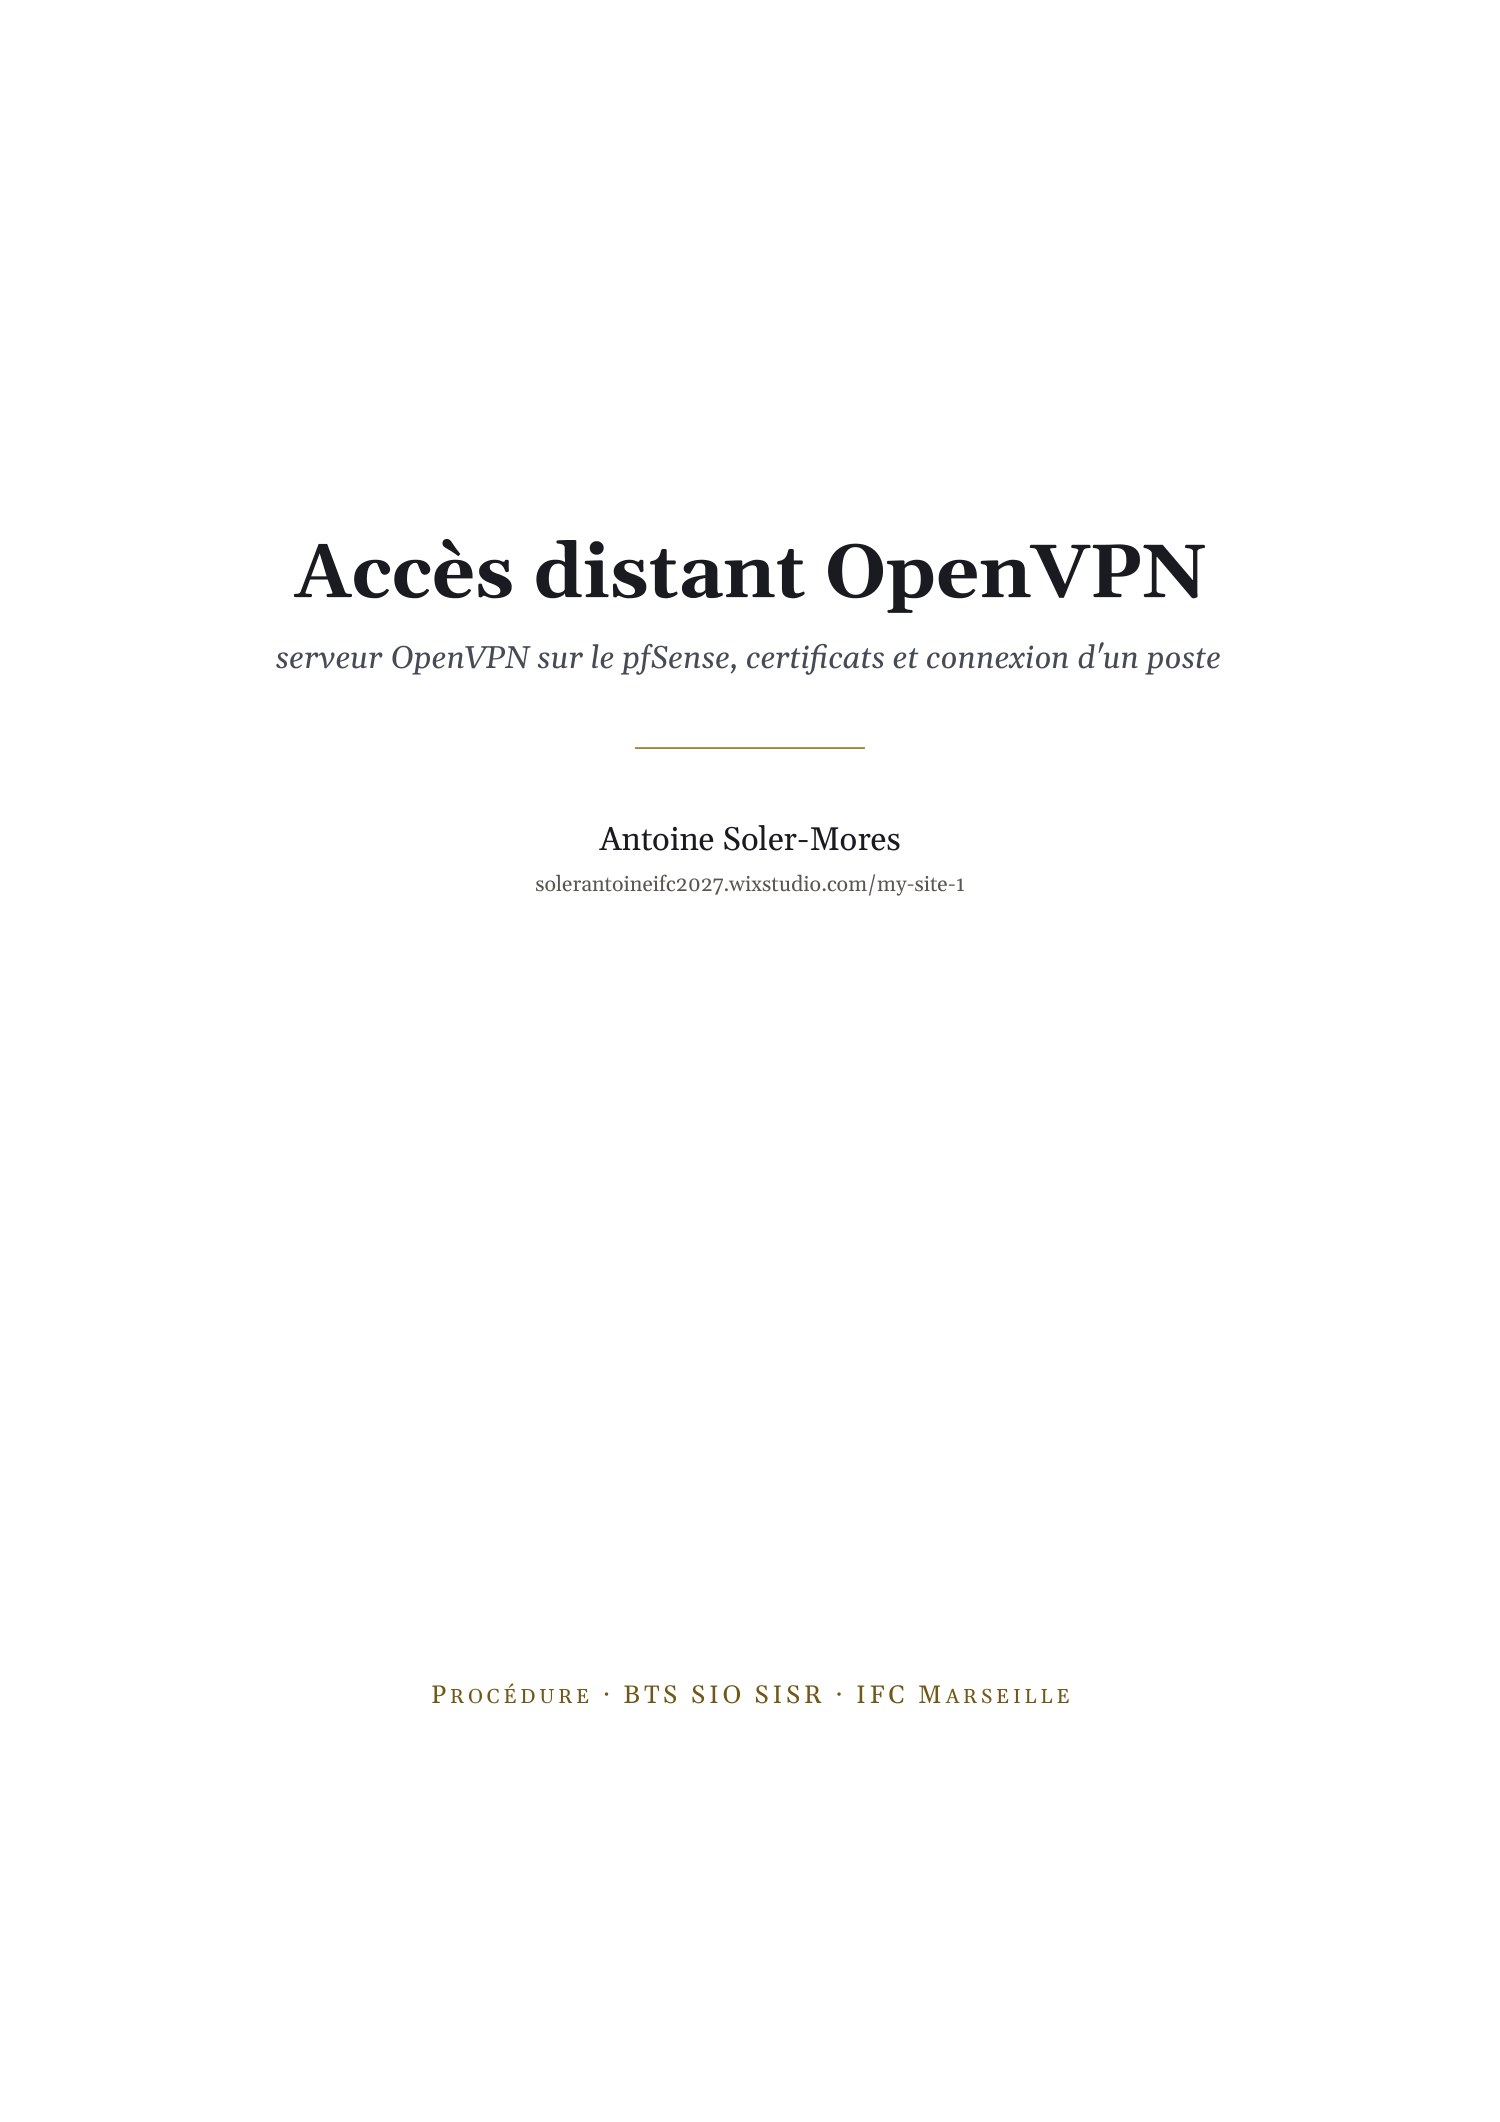 Accès distant OpenVPN
serveur OpenVPN sur le pfSense, certificats et connexion d'un poste
Antoine Soler-Mores
solerantoineifc2027.wixstudio.com/my-site-1
Procédure · BTS SIO SISR · IFC Marseille